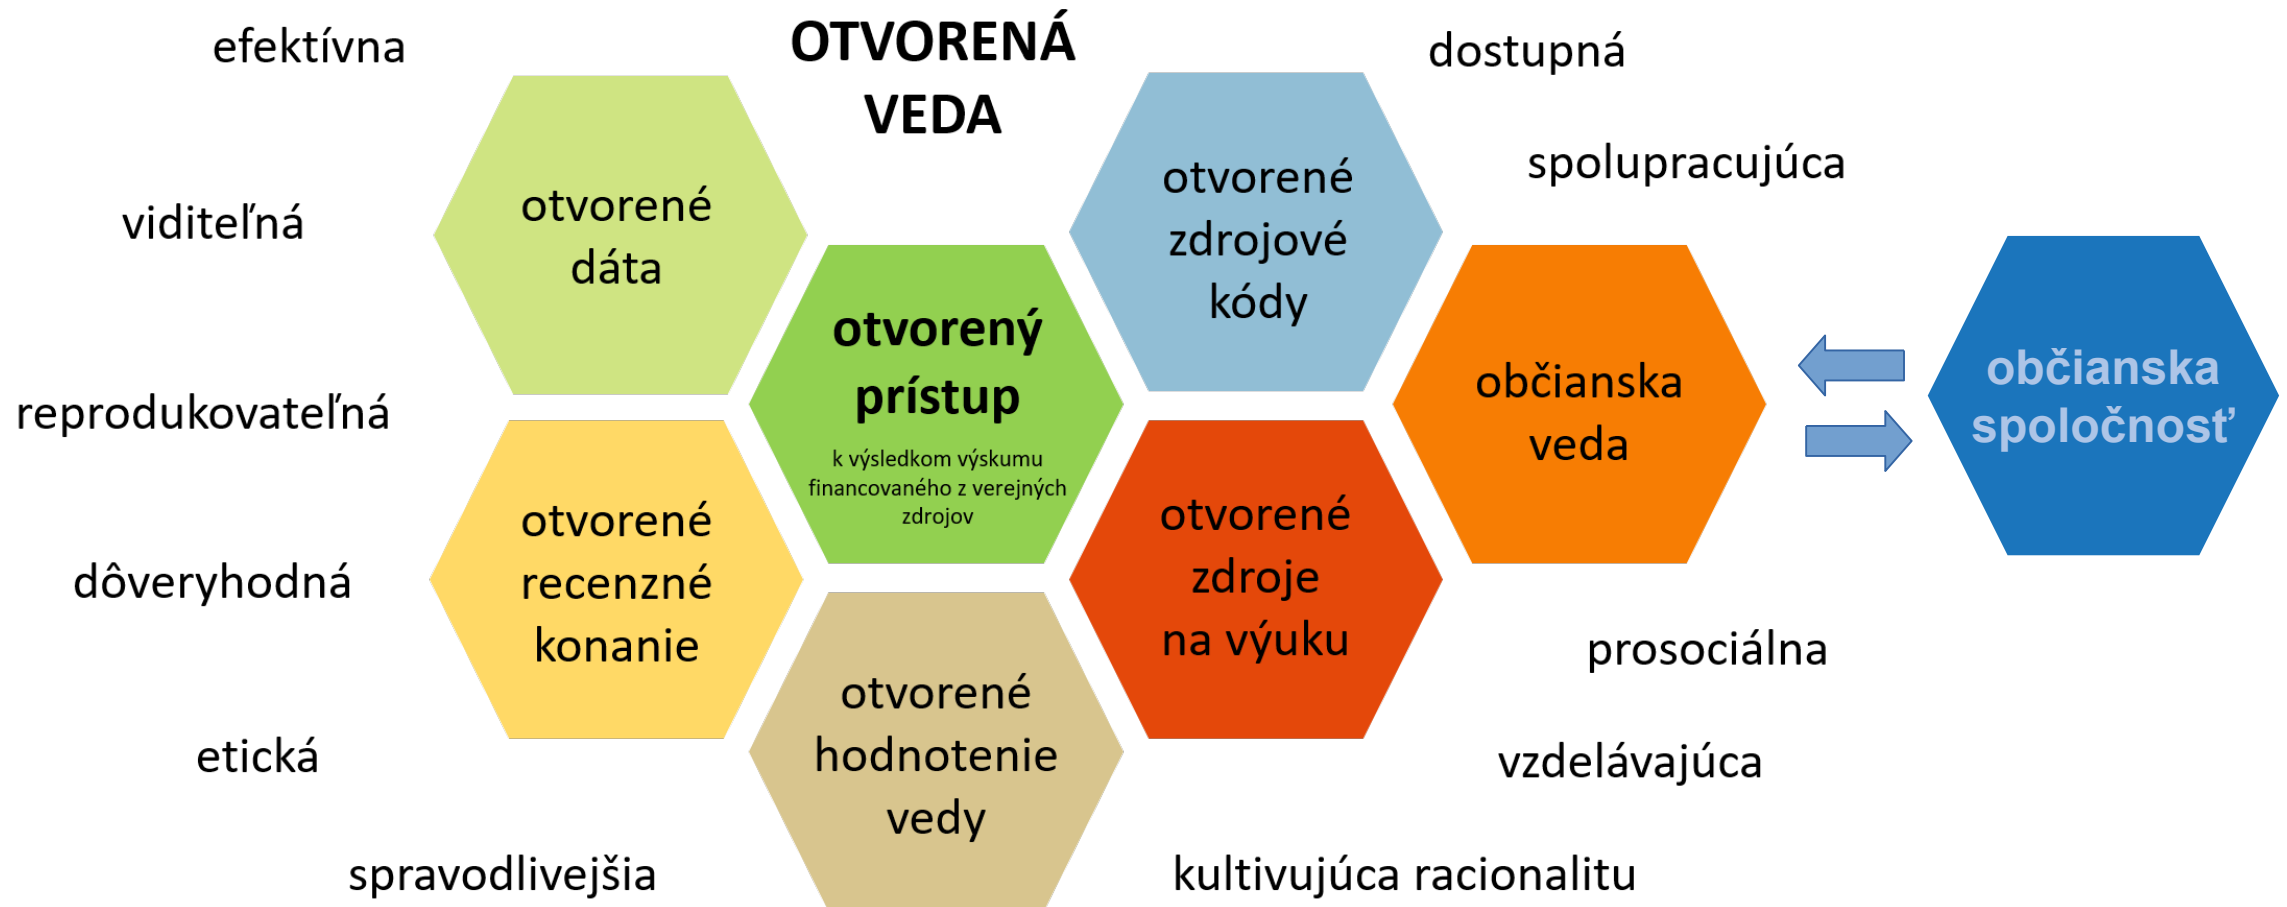 OTVORENÁ
VEDA
efektívna
viditeľná
reprodukovateľná
dôveryhodná
etická
spravodlivejšia
otvorené
dáta
otvorené
recenzné
konanie
otvorený
prístup
k výsledkom výskumu
financovaného z verejných
zdrojov
otvorené
hodnotenie
vedy
otvorené
zdrojové
kódy
otvorené
zdroje
na výuku
občianska
veda
občianska
spoločnosť
dostupná
spolupracujúca
prosociálna
vzdelávajúca
kultivujúca racionalitu